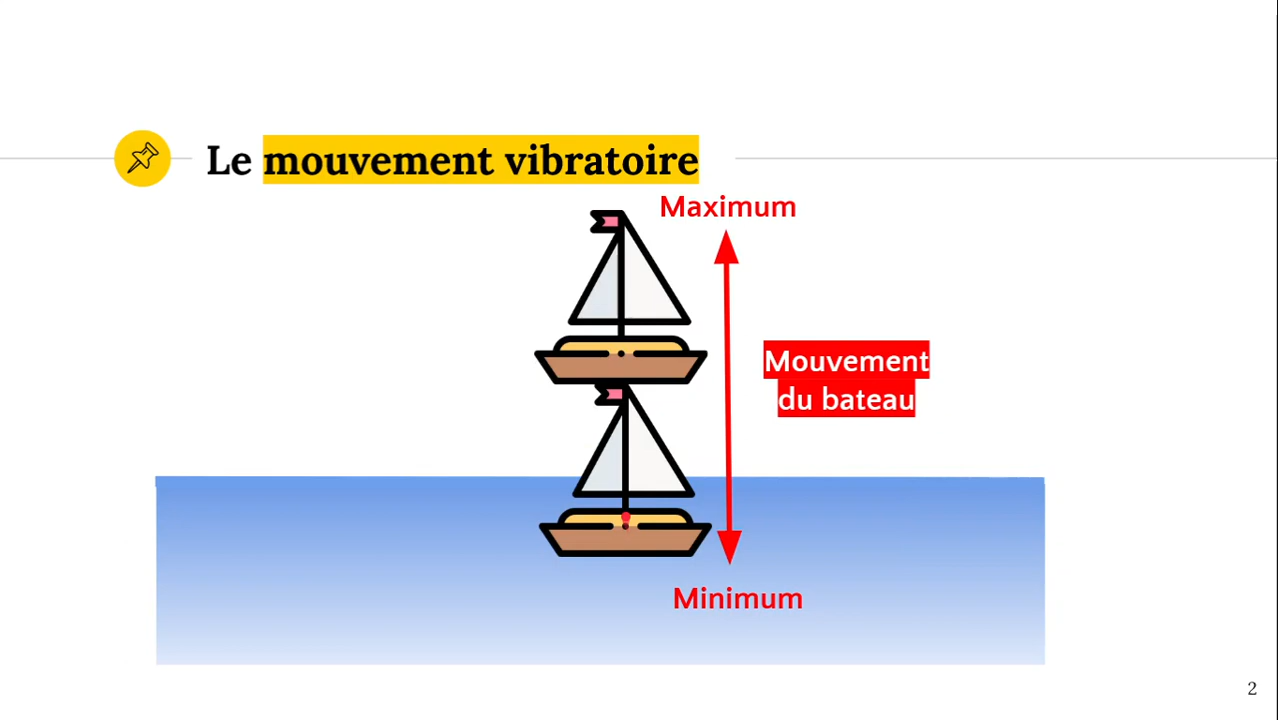 Le mouvement vibratoire
Maximum
Mouvement
du bateau
Minimum
2